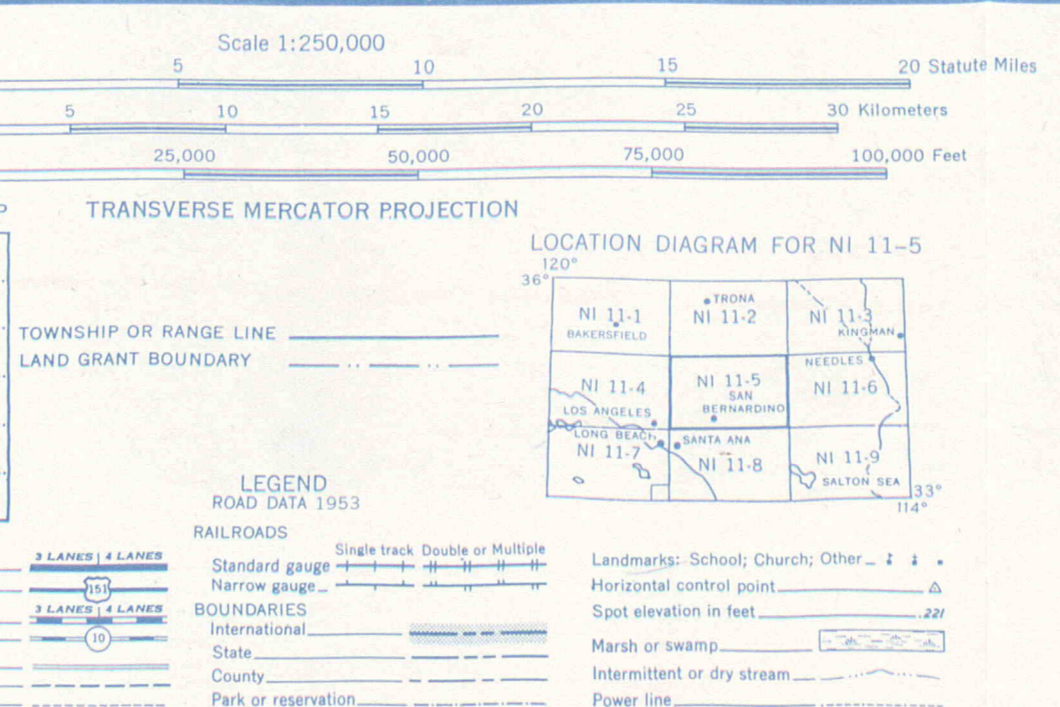 Scale 1:250,000
5 10 15 20 Statute Miles
5 10 15 20 25 30 Kilometers
25,000 50,000 75,000 100,000 Feet
TRANSVERSE MERCATOR PROJECTION
LOCATION DIAGRAM FOR NI 11-5
120°
36°
TRONA
NI 11-1 NI 11-2 NI 11-3
BAKERSFIELD KINGMAN
TOWNSHIP OR RANGE LINE
LAND GRANT BOUNDARY
NEEDLES
NI 11-4 NI 11-5 NI 11-6
SAN
LOS ANGELES BERNARDINO
LONG BEACH SANTA ANA
NI 11-7 NI 11-8 NI 11-9
SALTON SEA
33°
114°
LEGEND
ROAD DATA 1953
RAILROADS
Single track Double or Multiple
3 LANES 4 LANES
Standard gauge
151
Narrow gauge
3 LANES 4 LANES
10
BOUNDARIES
International
State
County
Park or reservation
Landmarks: School; Church; Other
Horizontal control point
Spot elevation in feet .221
Marsh or swamp
Intermittent or dry stream
Power line